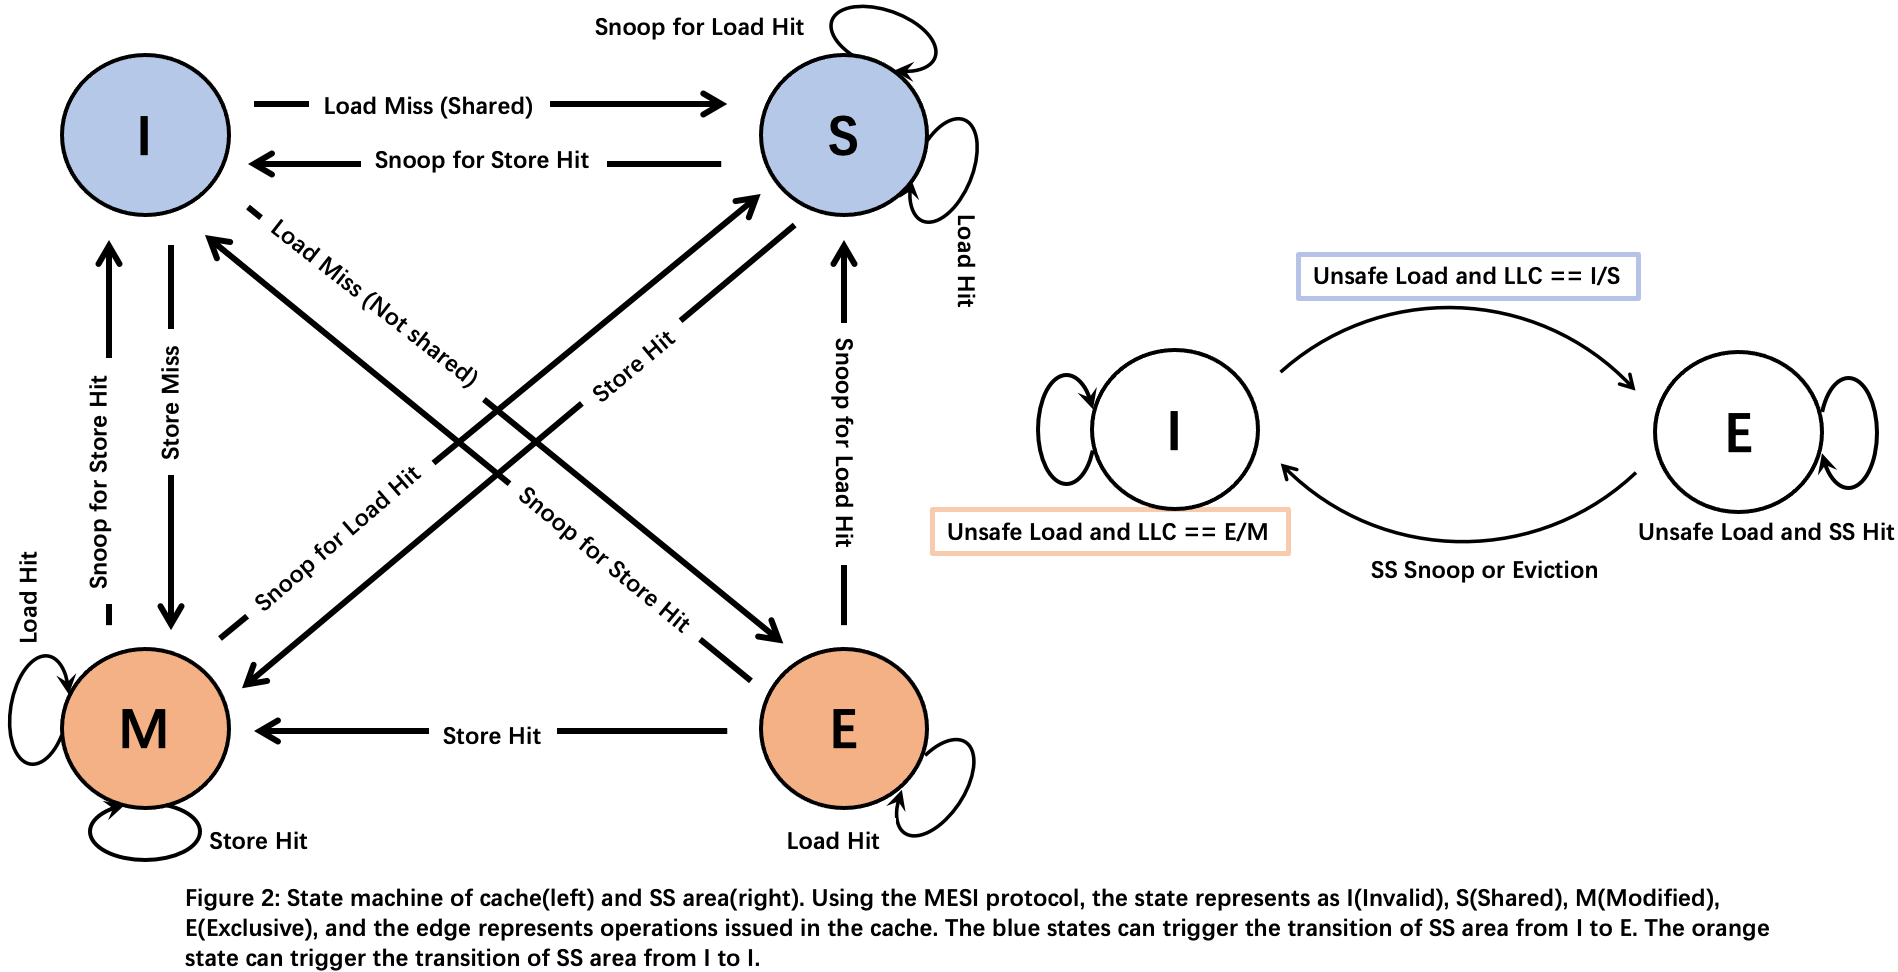 Snoop for Load Hit
I
Load Miss (Shared)
S
Snoop for Store Hit
Load Hit
Load Miss (Not shared)
Store Hit
Snoop for Store Hit
Store Miss
Snoop for Load Hit
Snoop for Store Hit
Snoop for Load Hit
Load Hit
M
Store Hit
E
Store Hit
Load Hit
Unsafe Load and LLC == I/S
I
E
Unsafe Load and LLC == E/M
Unsafe Load and SS Hit
SS Snoop or Eviction
Figure 2: State machine of cache(left) and SS area(right). Using the MESI protocol, the state represents as I(Invalid), S(Shared), M(Modified),
E(Exclusive), and the edge represents operations issued in the cache. The blue states can trigger the transition of SS area from I to E. The orange
state can trigger the transition of SS area from I to I.